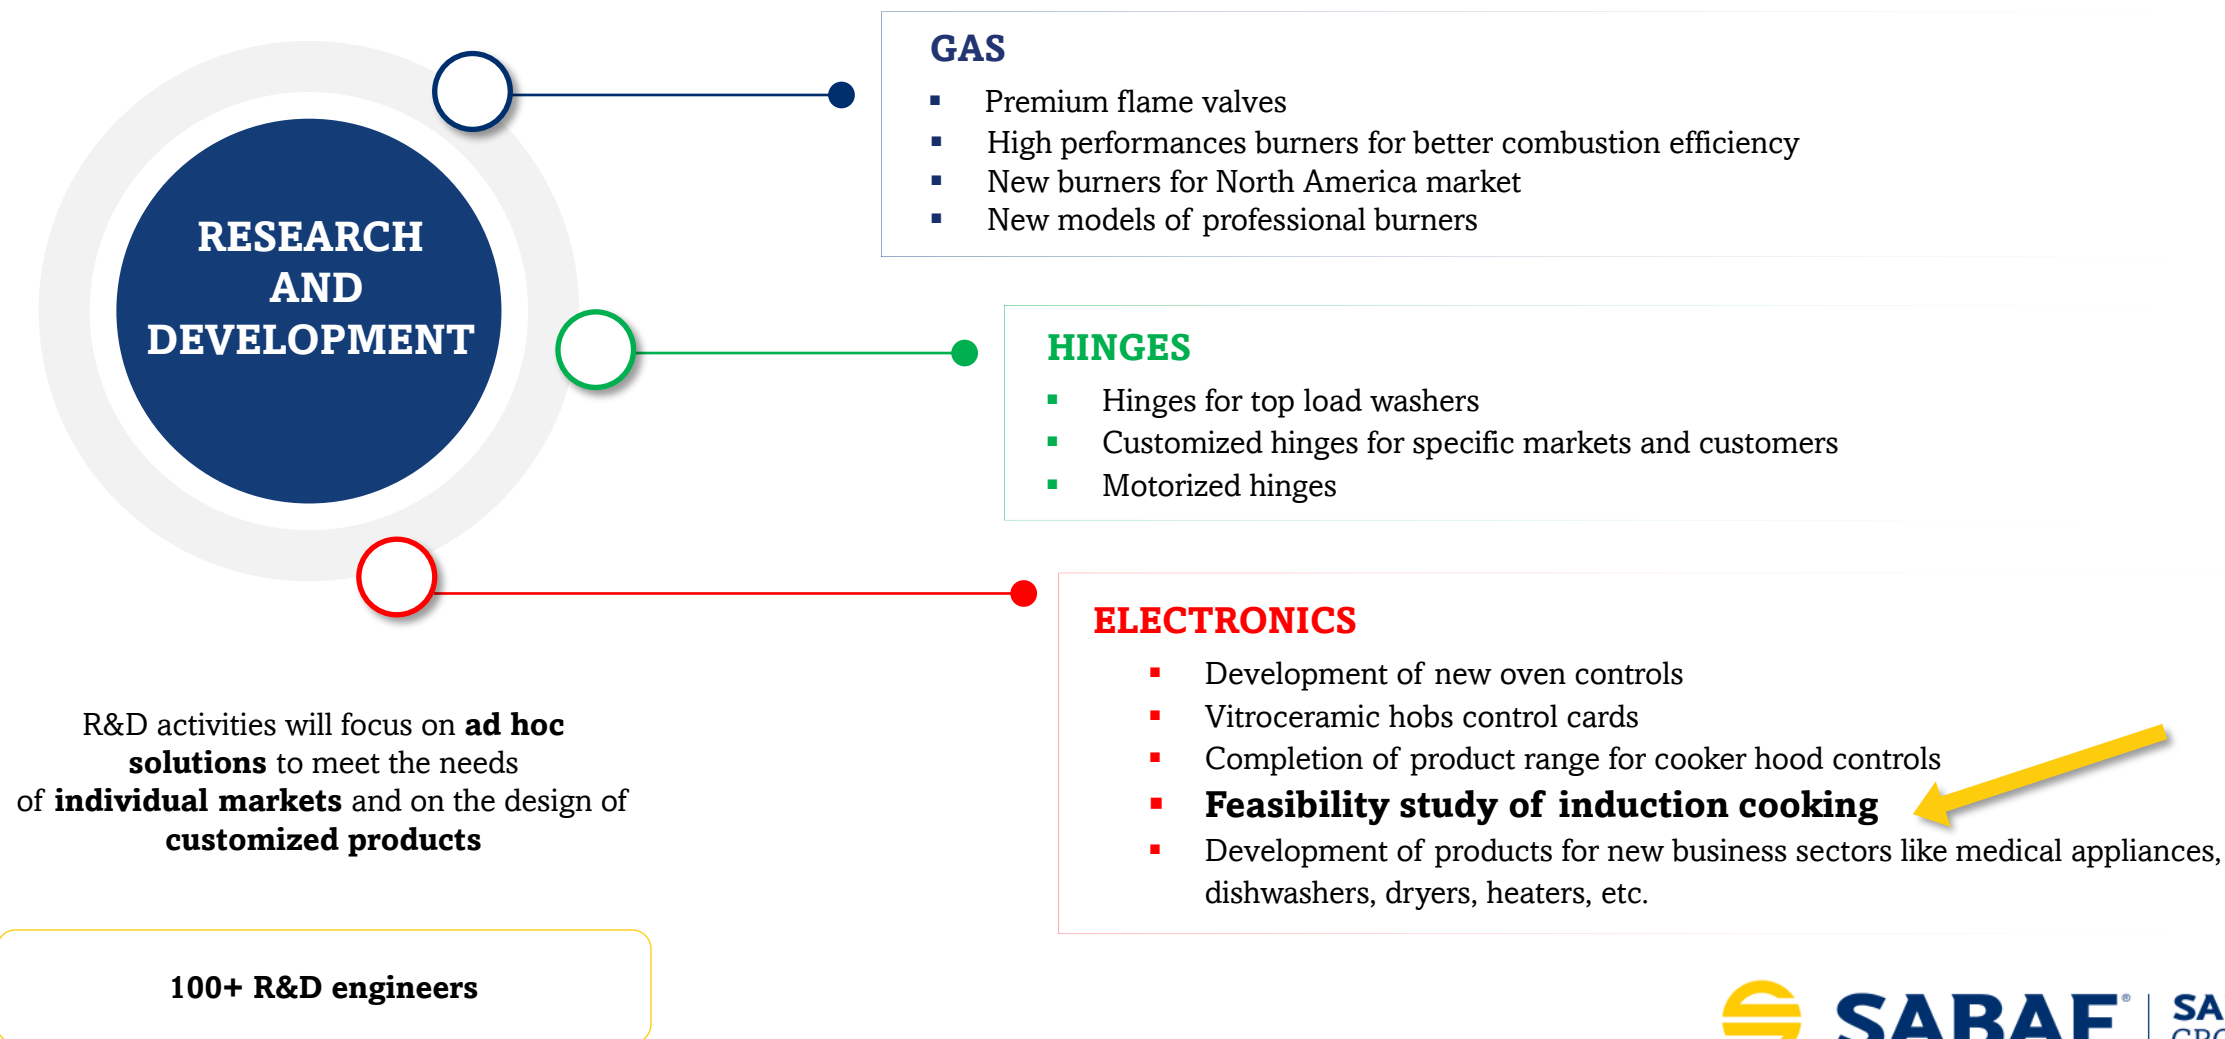 RESEARCH
AND
DEVELOPMENT
GAS
▪ Premium flame valves
▪ High performances burners for better combustion efficiency
▪ New burners for North America market
▪ New models of professional burners
HINGES
▪ Hinges for top load washers
▪ Customized hinges for specific markets and customers
▪ Motorized hinges
ELECTRONICS
▪ Development of new oven controls
▪ Vitroceramic hobs control cards
▪ Completion of product range for cooker hood controls
▪ Feasibility study of induction cooking
▪ Development of products for new business sectors like medical appliances,
dishwashers, dryers, heaters, etc.
R&D activities will focus on ad hoc
solutions to meet the needs
of individual markets and on the design of
customized products
100+ R&D engineers
SABAF®